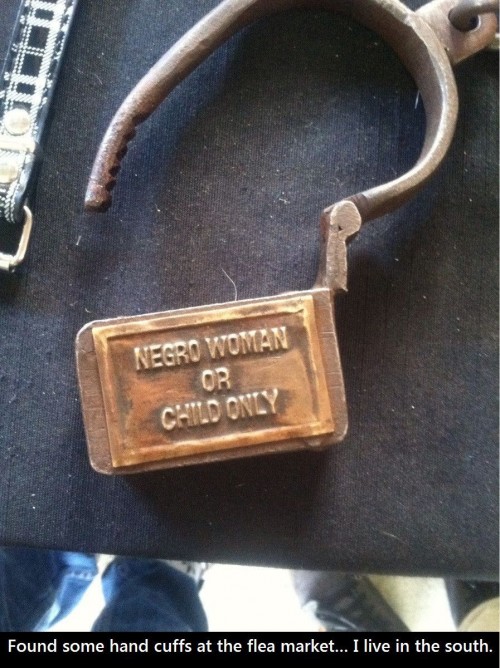 NEGRO WOMAN
OR
CHILD ONLY
Found some hand cuffs at the flea market... I live in the south.